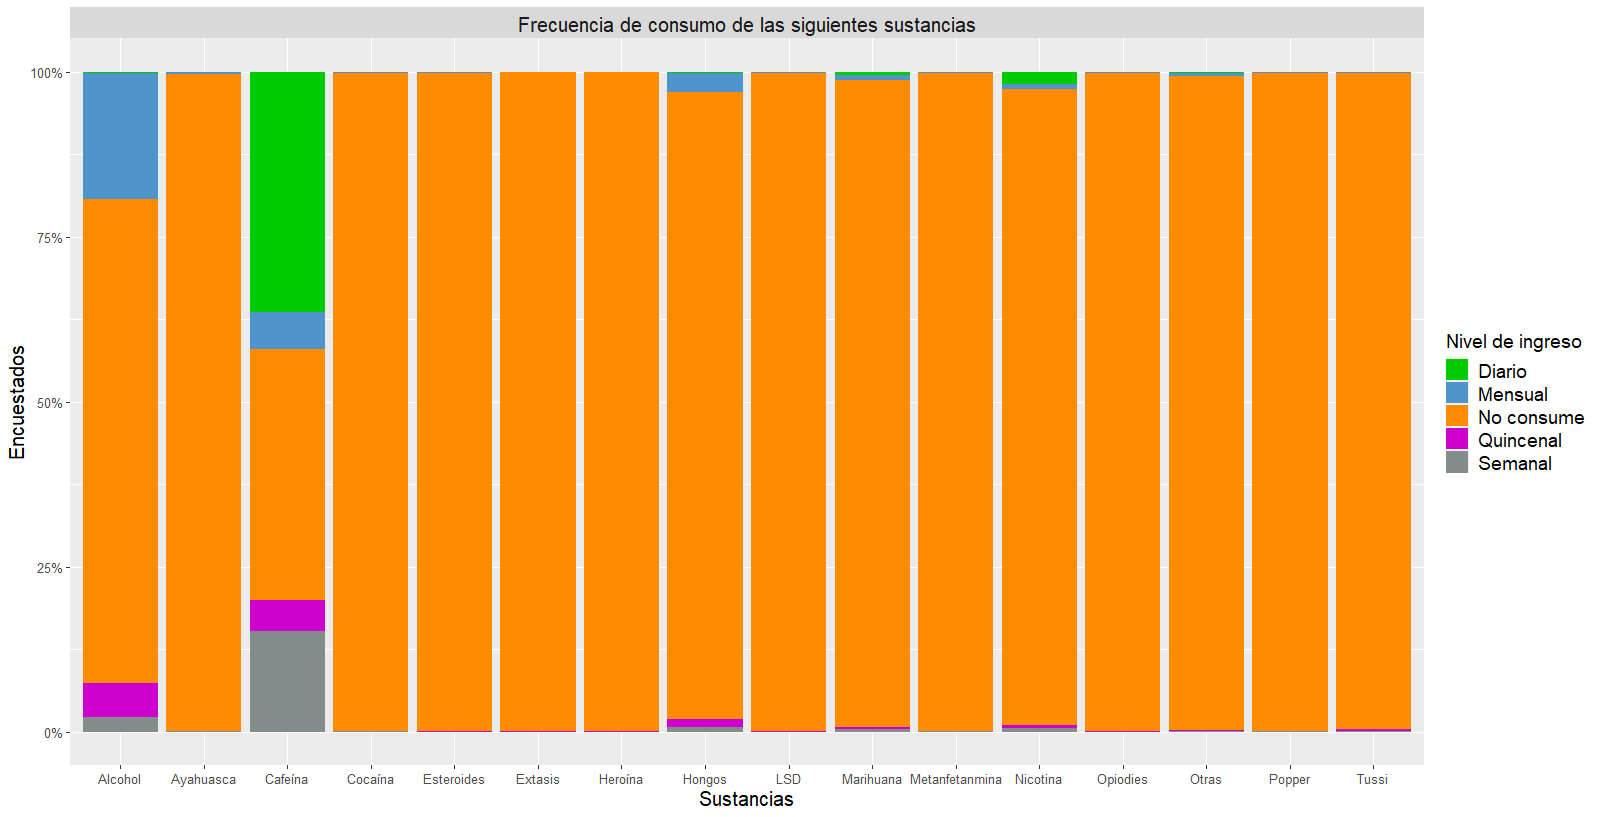 Frecuencia de consumo de las siguientes sustancias
100%
75%
50%
25%
0%
Encuestados
Alcohol Ayahuasca Cafeína Cocaína Esteroides Extasis Heroína Hongos LSD Marihuana Metanfetanmina Nicotina Opiodies Otras Popper Tussi
Sustancias
Nivel de ingreso
Diario
Mensual
No consume
Quincenal
Semanal